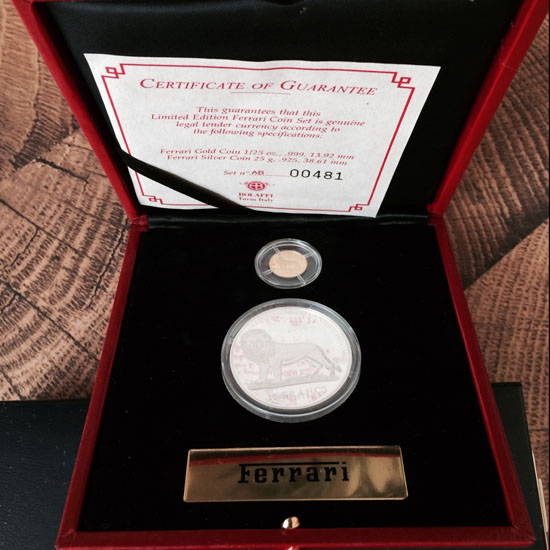 CERTIFICATE OF GUARANTEE
This guarantees that this
Limited Edition Ferrari Coin Set is genuine
legal tender currency according to
the following specifications:
Ferrari Gold Coin 1/25 oz., .999, 13.92 mm
Ferrari Silver Coin 25 g, .925, 38.61 mm
Set n° AB 00481
BOLAFFI
Turin Italy
Ferrari